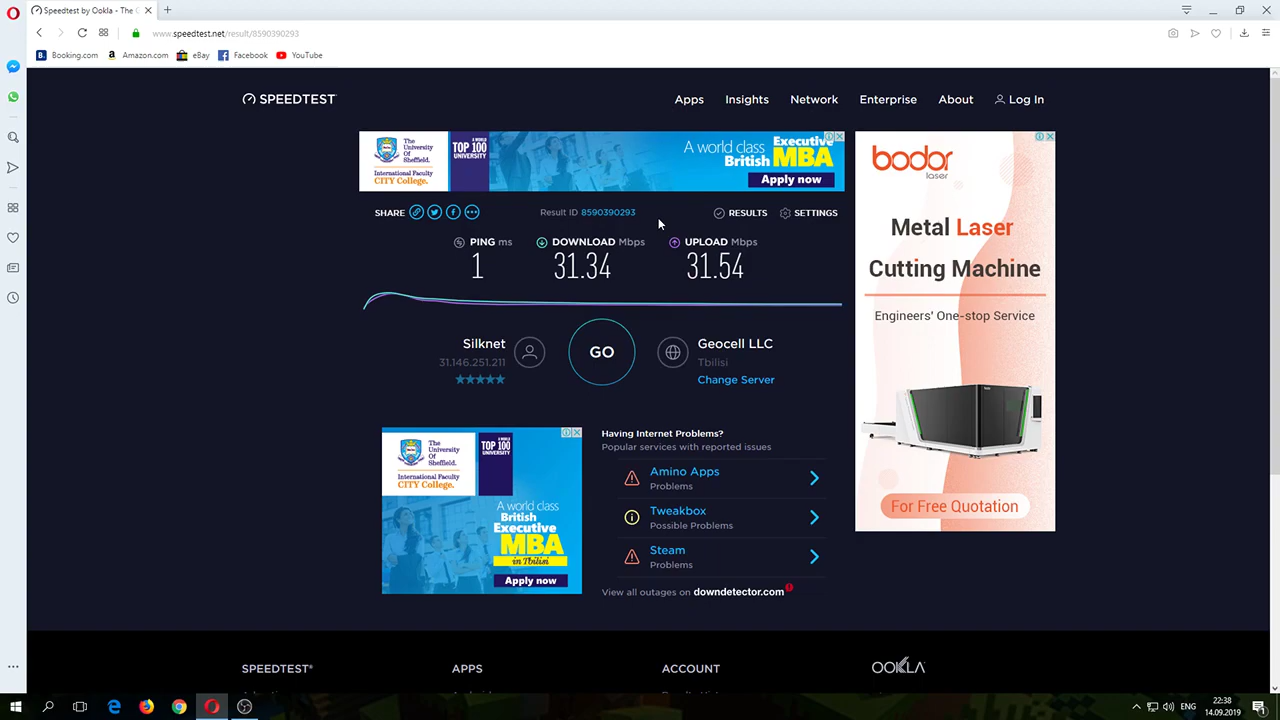 Speedtest by Ookla - The G
www.speedtest.net/result/8590390293
Booking.com
Amazon.com
eBay
Facebook
YouTube
SPEEDTEST
Apps
Insights
Network
Enterprise
About
Log In
The University Of Sheffield.
International Faculty
CITY College.
A WORLD
TOP 100
UNIVERSITY
A world class
British
Executive
MBA
Apply now
SHARE
Result ID 8590390293
RESULTS
SETTINGS
PING ms
1
DOWNLOAD Mbps
31.34
UPLOAD Mbps
31.54
Silknet
31.146.251.211
GO
Geocell LLC
Tbilisi
Change Server
bodor
laser
Metal Laser
Cutting Machine
Engineers' One-stop Service
For Free Quotation
The University Of Sheffield.
International Faculty
CITY College.
A WORLD
TOP 100
UNIVERSITY
A world class
British
Executive
MBA
in Tbilisi
Apply now
Having Internet Problems?
Popular services with reported issues
Amino Apps
Problems
Tweakbox
Possible Problems
Steam
Problems
View all outages on downdetector.com
SPEEDTEST®
APPS
ACCOUNT
OOKLA
ENG
22:38
14.09.2019